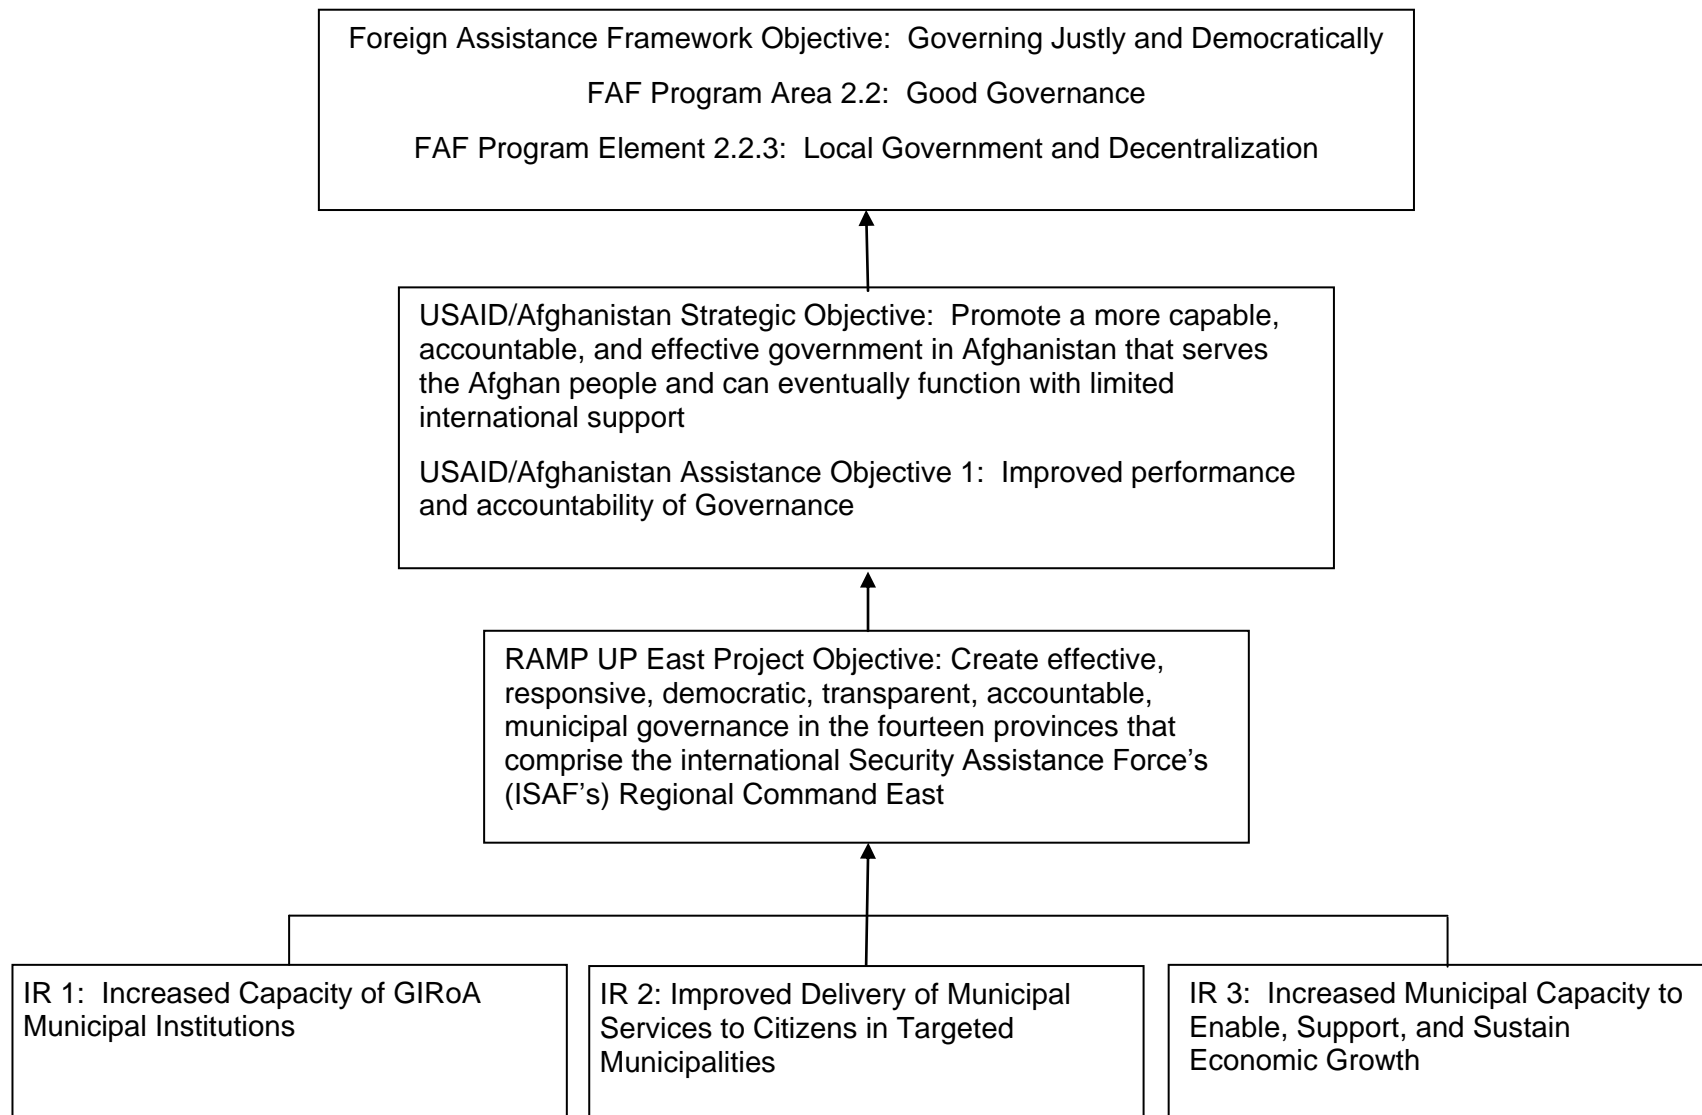 Foreign Assistance Framework Objective:  Governing Justly and Democratically
FAF Program Area 2.2:  Good Governance
FAF Program Element 2.2.3:  Local Government and Decentralization
USAID/Afghanistan Strategic Objective:  Promote a more capable,
accountable, and effective government in Afghanistan that serves
the Afghan people and can eventually function with limited
international support
USAID/Afghanistan Assistance Objective 1:  Improved performance
and accountability of Governance
RAMP UP East Project Objective: Create effective,
responsive, democratic, transparent, accountable,
municipal governance in the fourteen provinces that
comprise the international Security Assistance Force’s
(ISAF’s) Regional Command East
IR 1:  Increased Capacity of GIRoA
Municipal Institutions
IR 2: Improved Delivery of Municipal
Services to Citizens in Targeted
Municipalities
IR 3:  Increased Municipal Capacity to
Enable, Support, and Sustain
Economic Growth